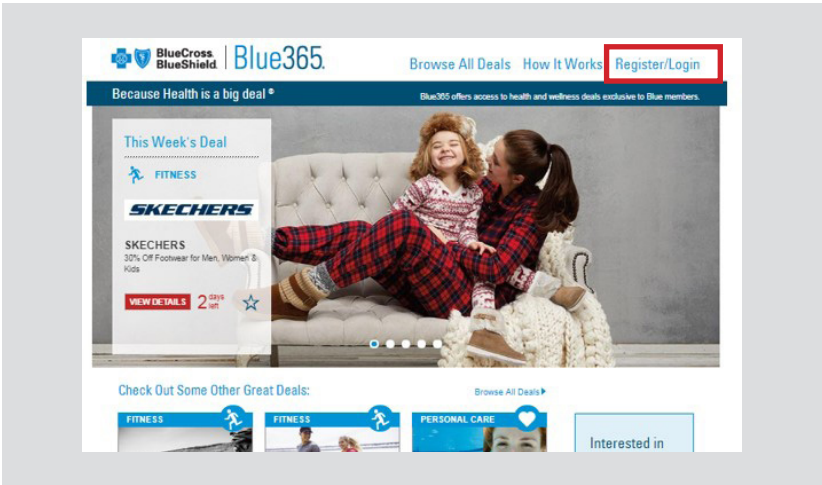 BlueCross
BlueShield
Blue365.
Browse All Deals How It Works Register/Login
Because Health is a big deal ®
Blue365 offers access to health and wellness deals exclusive to Blue members.
This Week's Deal
FITNESS
SKECHERS
SKECHERS
30% Off Footwear for Men, Women &
Kids
VIEW DETAILS 2 days
left
Check Out Some Other Great Deals:
Browse All Deals
FITNESS
FITNESS
PERSONAL CARE
Interested in